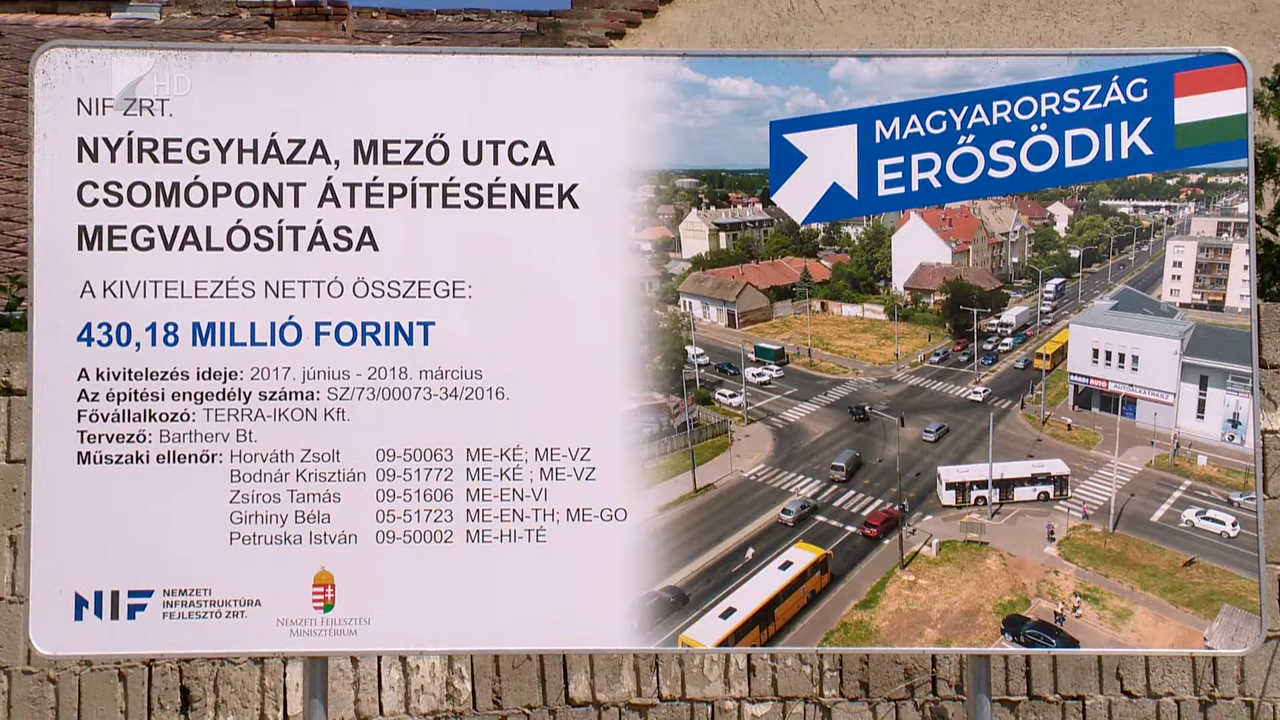 7 HD
NIF ZRT.
NYÍREGYHÁZA, MEZŐ UTCA
CSOMÓPONT ÁTÉPÍTÉSÉNEK
MEGVALÓSÍTÁSA
A KIVITELEZÉS NETTÓ ÖSSZEGE:
430,18 MILLIÓ FORINT
A kivitelezés ideje: 2017. június - 2018. március
Az építési engedély száma: SZ/73/00073-34/2016.
Fővállalkozó: TERRA-IKON Kft.
Tervező: Bartherv Bt.
Műszaki ellenőr: Horváth Zsolt 09-50063 ME-KÉ; ME-VZ
Bodnár Krisztián 09-51772 ME-KÉ ; ME-VZ
Zsíros Tamás 09-51606 ME-EN-VI
Girhiny Béla 05-51723 ME-EN-TH; ME-GO
Petruska István 09-50002 ME-HI-TÉ
NIF NEMZETI
INFRASTRUKTÚRA
FEJLESZTŐ ZRT.
NEMZETI FEJLESZTÉSI
MINISZTÉRIUM
MAGYARORSZÁG
ERŐSÖDIK
BÁRDI AUTÓ AUTÓALKATRÉSZ